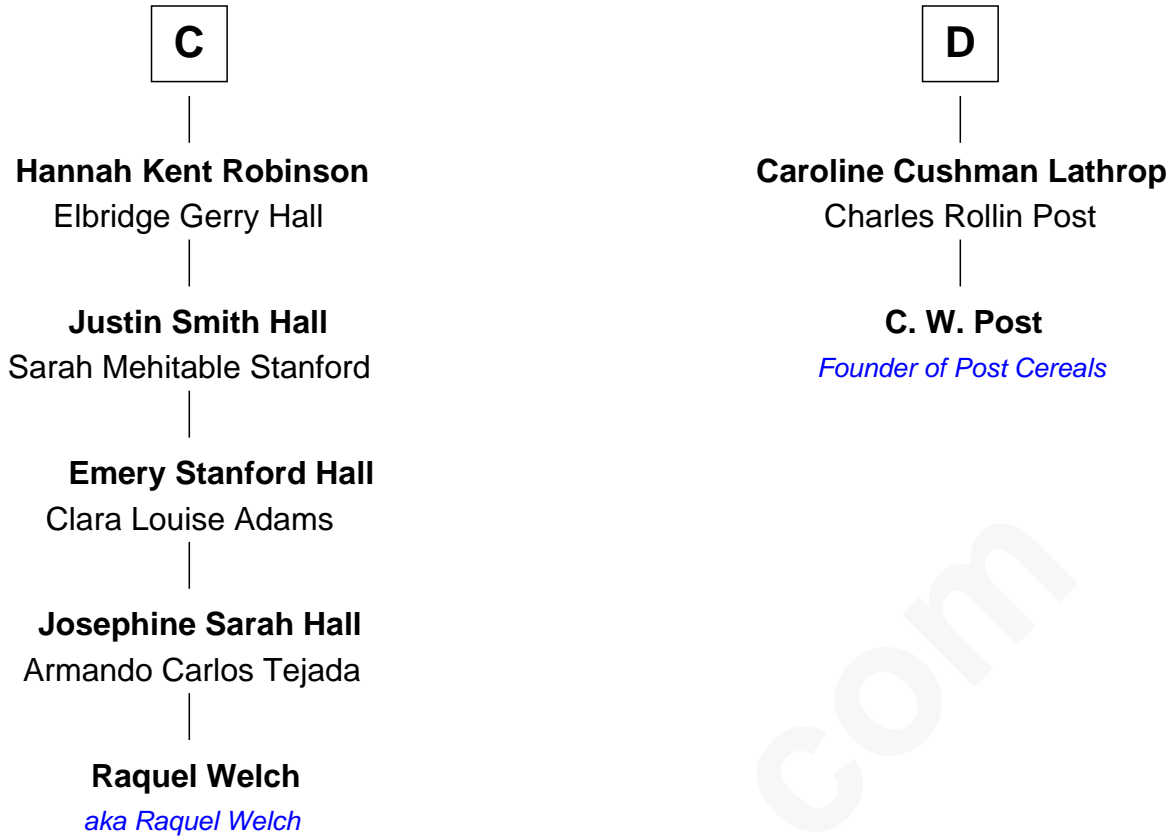 C
Hannah Kent Robinson
Elbridge Gerry Hall
Justin Smith Hall
Sarah Mehitable Stanford
Emery Stanford Hall
Clara Louise Adams
Josephine Sarah Hall
Armando Carlos Tejada
Raquel Welch
aka Raquel Welch
D
Caroline Cushman Lathrop
Charles Rollin Post
C. W. Post
Founder of Post Cereals
com